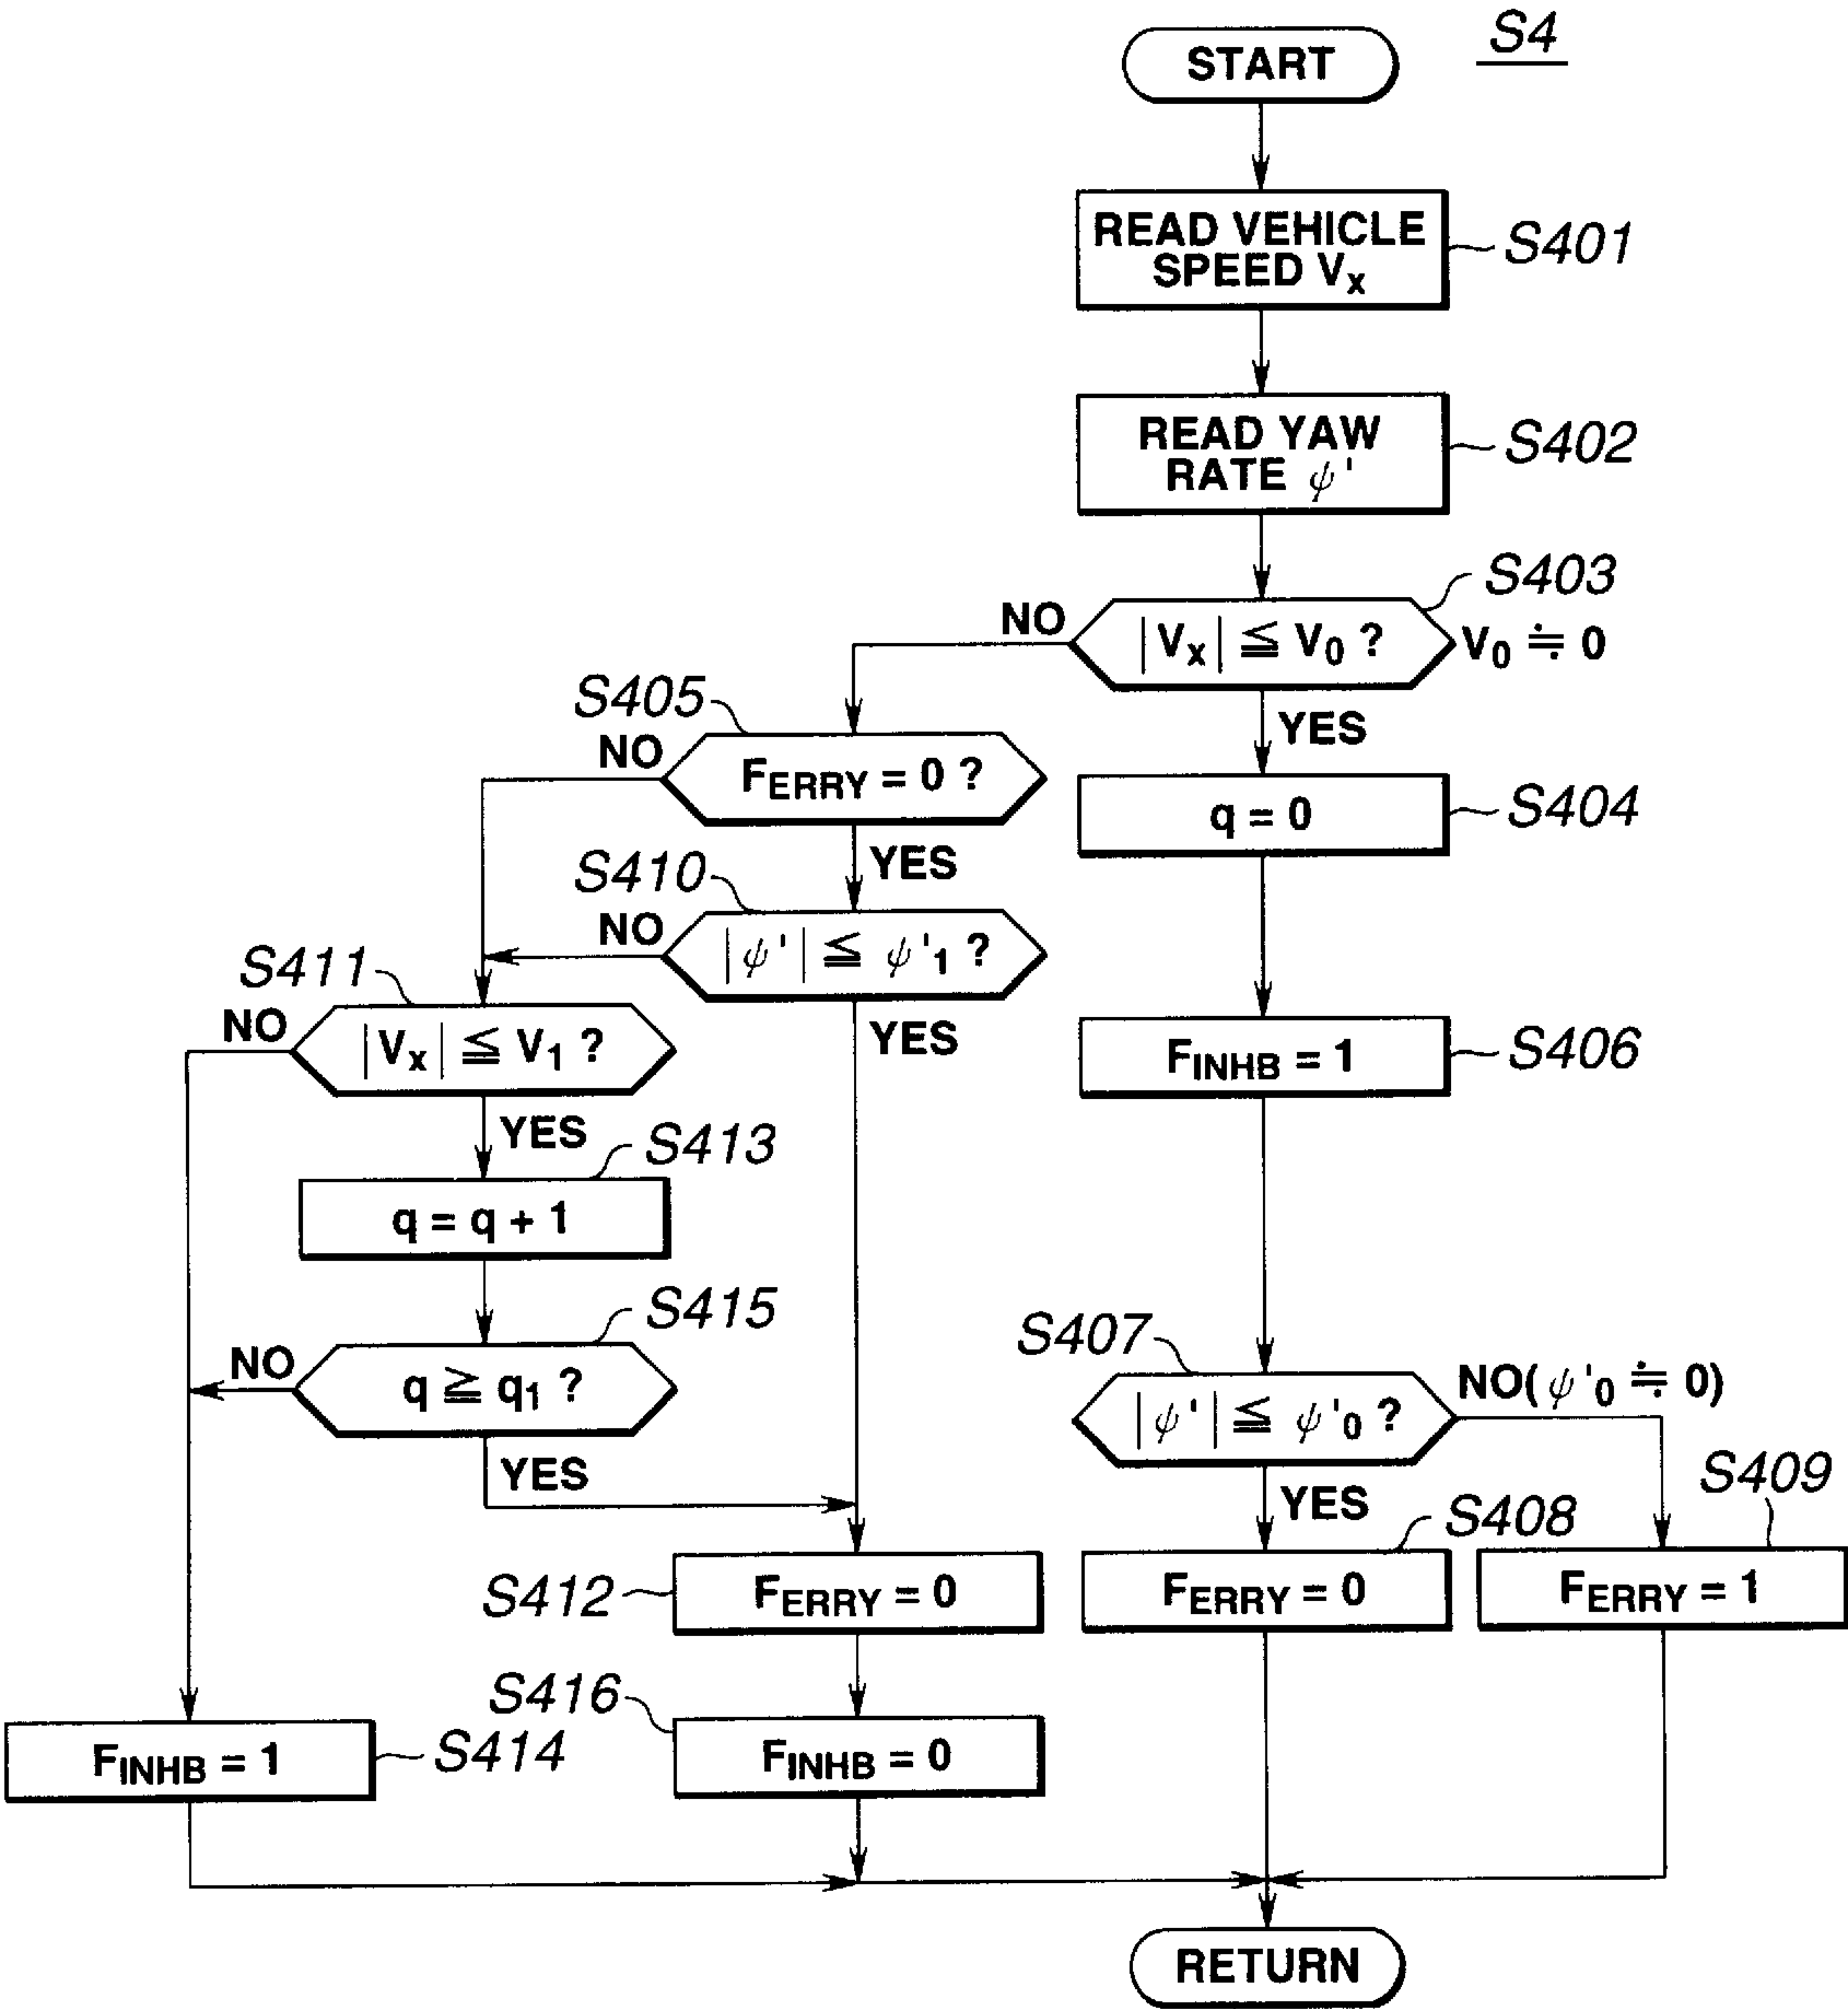 S4
START
READ VEHICLE
SPEED Vx
S401
READ YAW
RATE ψ'
S402
S403
NO
|Vx| ≦ V0 ?
V0 ≒ 0
YES
S405
NO
FERRY = 0 ?
YES
q = 0
S404
S410
NO
|ψ'| ≦ ψ'1 ?
YES
S411
NO
|Vx| ≦ V1 ?
YES
FINHB = 1
S406
S413
q = q + 1
S415
NO
q ≧ q1 ?
YES
S407
|ψ'| ≦ ψ'0 ?
NO(ψ'0 ≒ 0)
YES
S408
S409
S412
FERRY = 0
FERRY = 0
FERRY = 1
S416
FINHB = 1
S414
FINHB = 0
RETURN